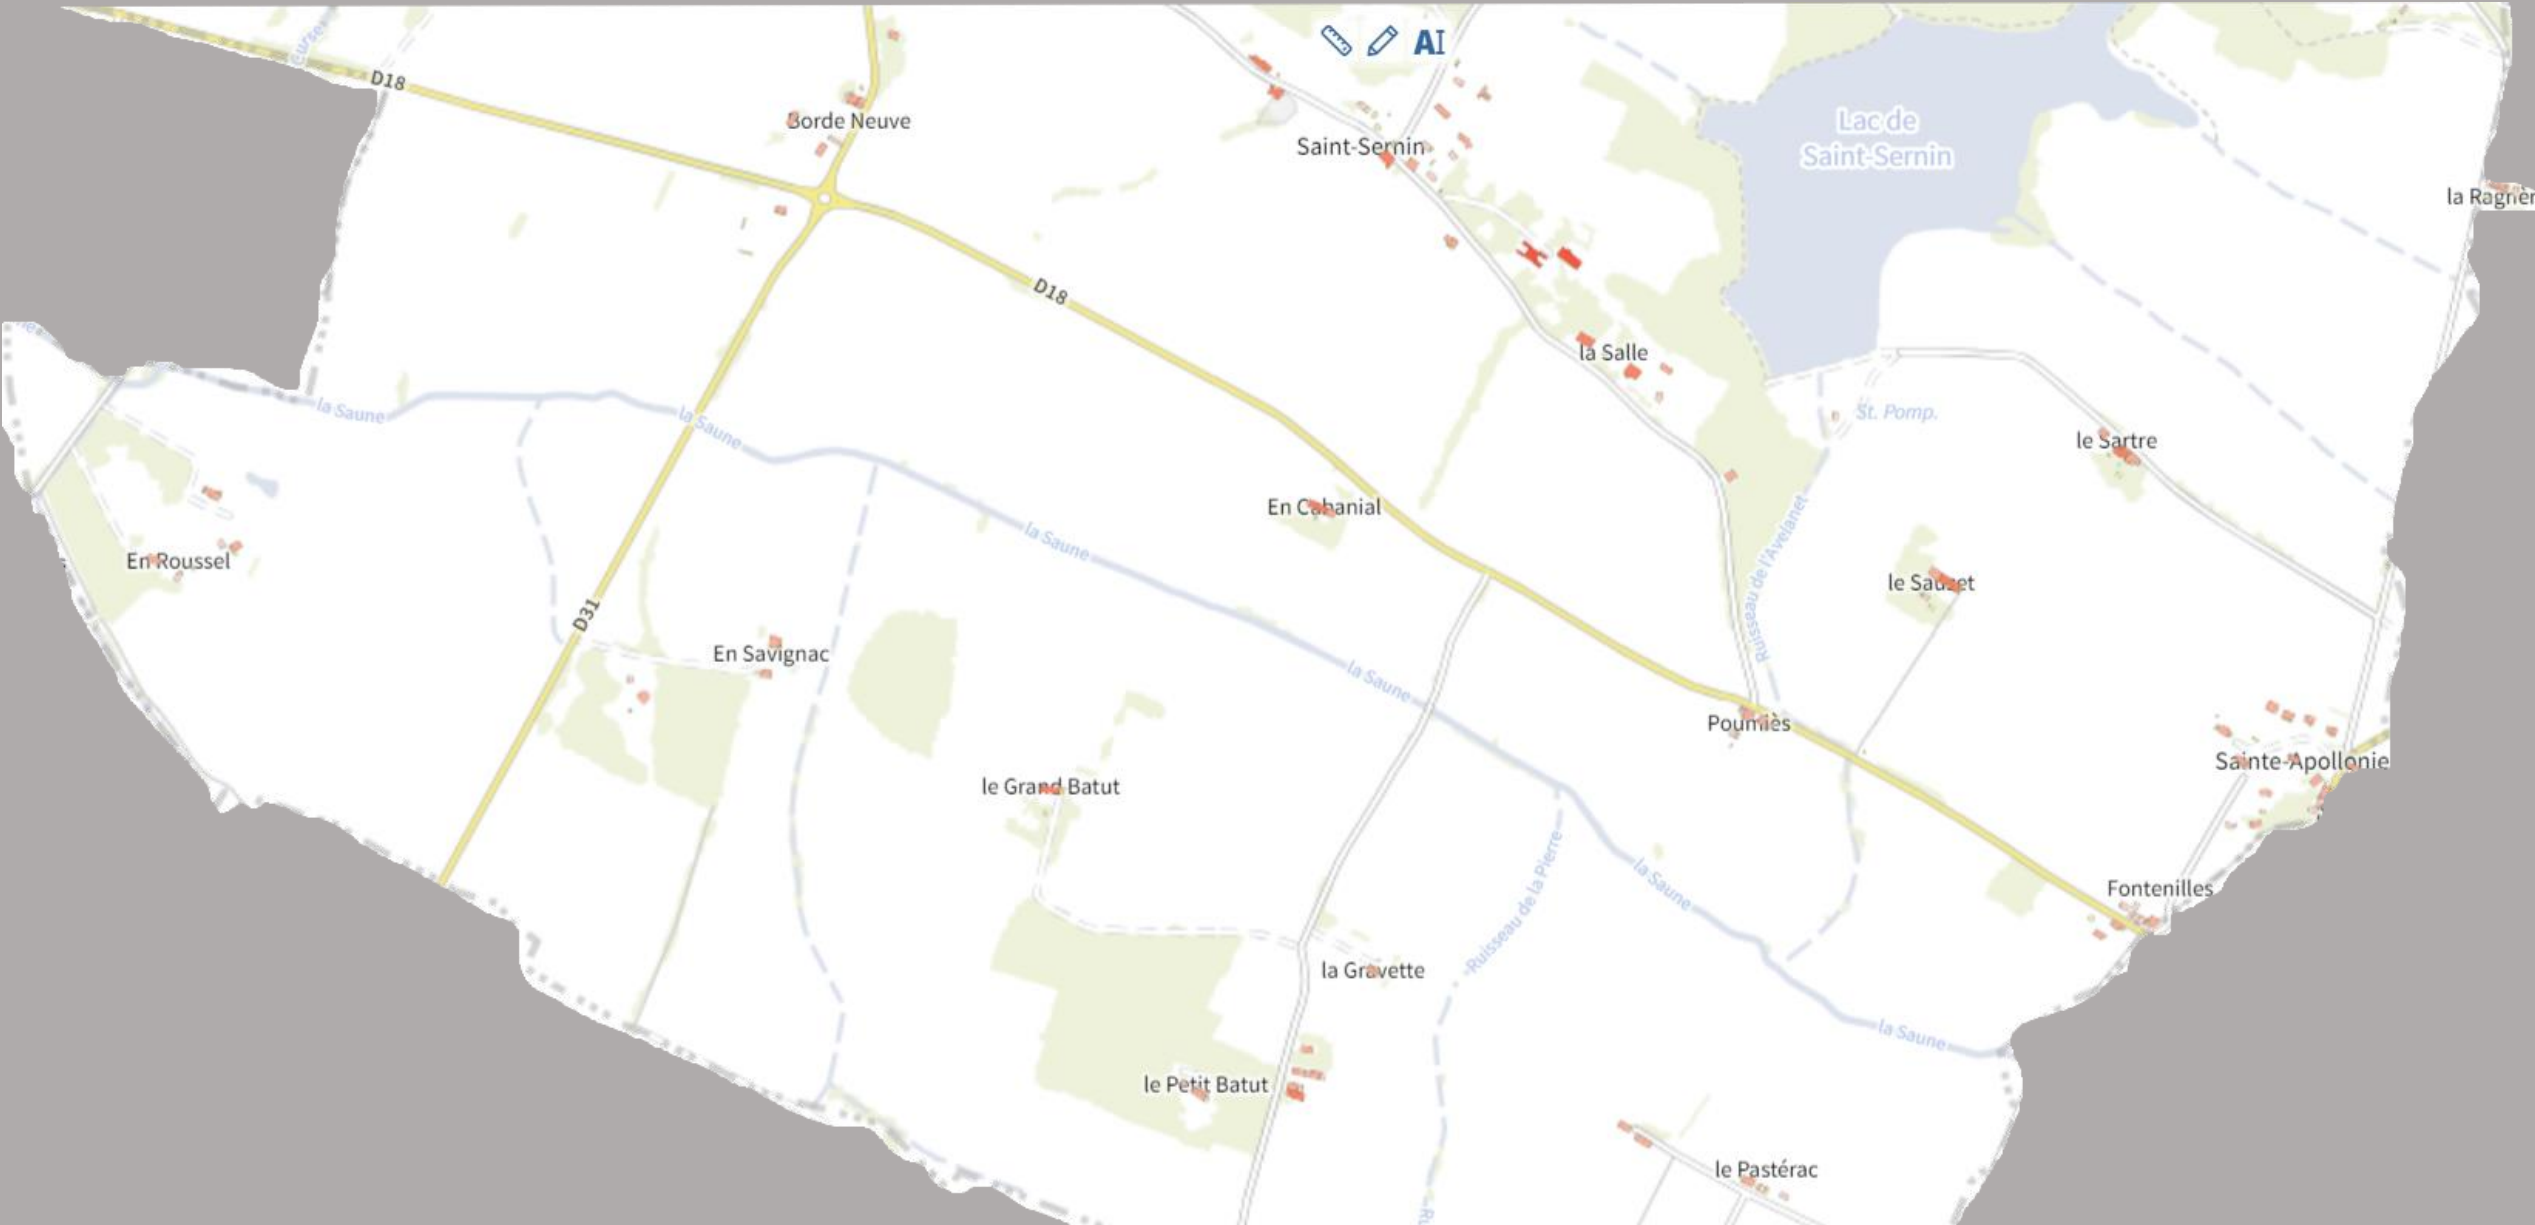 Curse
AI
D18
Borde Neuve
Saint-Sernin
Lac de
Saint-Sernin
la Ragnèr
D18
la Salle
la Saune
la Saune
St. Pomp.
le Sartre
En Cabanial
la Saune
Ruisseau de l'Avelanet
En Roussel
le Sauzet
D31
En Savignac
la Saune
Poumiès
Sainte-Apollonie
le Grand Batut
Ruisseau de la Pierre
la Saune
Fontenilles
la Gravette
la Saune
le Petit Batut
le Pastérac